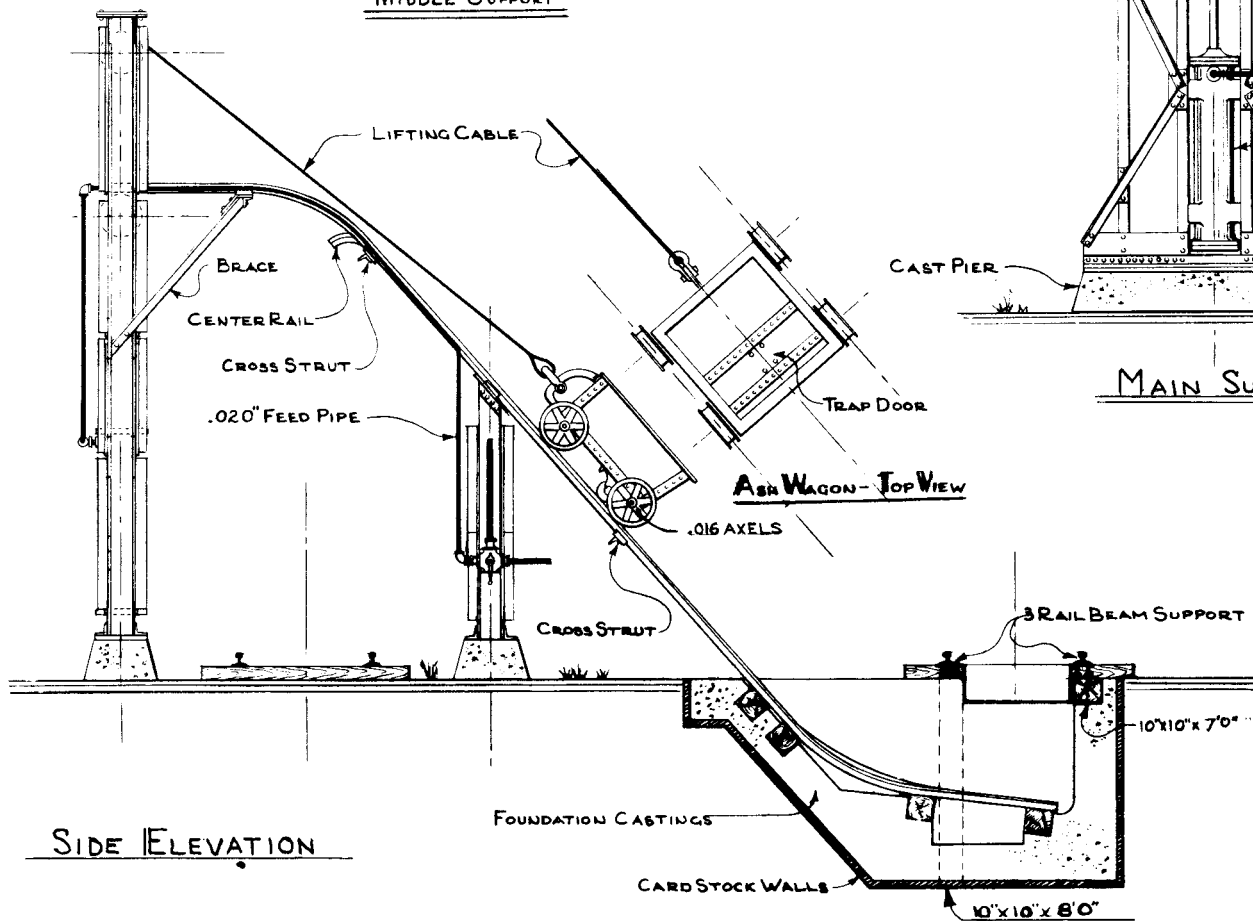 MIDDLE SUPPORT
LIFTING CABLE
BRACE
CENTER RAIL
CROSS STRUT
.020" FEED PIPE
CAST PIER
MAIN SU
TRAP DOOR
ASH WAGON - TOP VIEW
.016 AXELS
CROSS STRUT
3 RAIL BEAM SUPPORT
10"X10" X 7'0"
FOUNDATION CASTINGS
SIDE ELEVATION
CARD STOCK WALLS
10"X10" X 8'0"